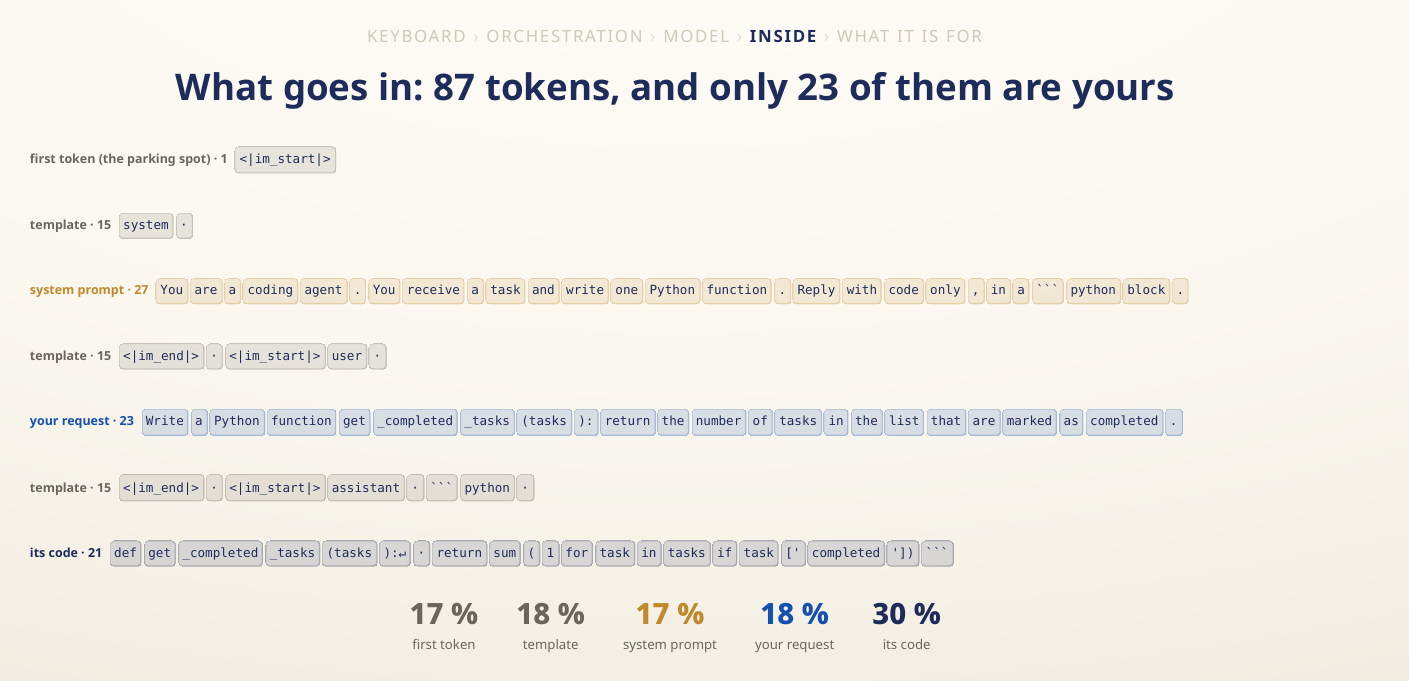 KEYBOARD › ORCHESTRATION › MODEL › INSIDE › WHAT IT IS FOR
What goes in: 87 tokens, and only 23 of them are yours
first token (the parking spot) · 1 <|im_start|>
template · 15 system ·
system prompt · 27 You are a coding agent . You receive a task and write one Python function . Reply with code only , in a ``` python block .
template · 15 <|im_end|> · <|im_start|> user ·
your request · 23 Write a Python function get _completed _tasks (tasks ): return the number of tasks in the list that are marked as completed .
template · 15 <|im_end|> · <|im_start|> assistant · ``` python ·
its code · 21 def get _completed _tasks (tasks ):↵ · return sum ( 1 for task in tasks if task [' completed ']) ```
17 % 18 % 17 % 18 % 30 %
first token template system prompt your request its code